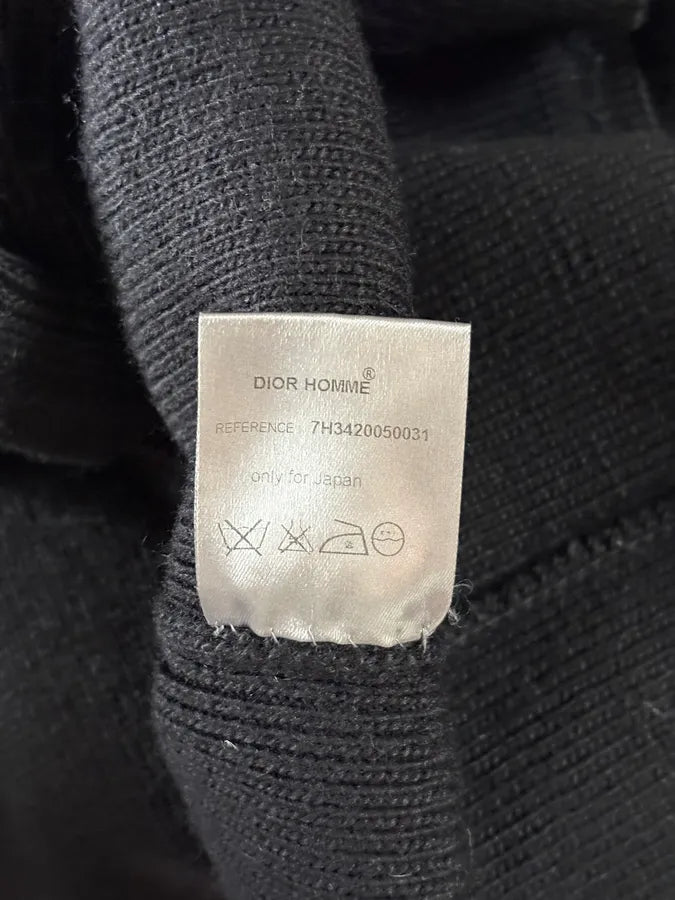 DIOR HOMME®
REFERENCE : 7H3420050031
only for Japan